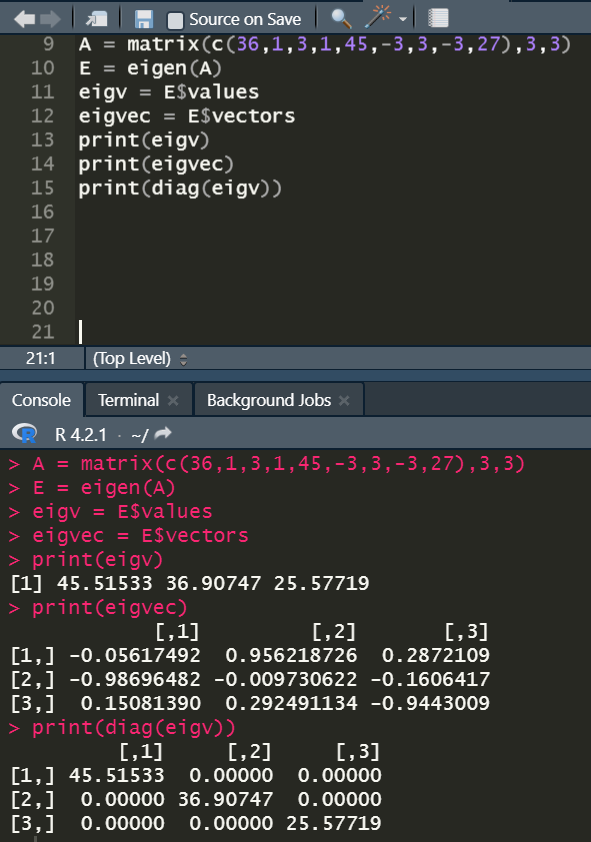 Source on Save
9 A = matrix(c(36,1,3,1,45,-3,3,-3,27),3,3)
10 E = eigen(A)
11 eigv = E$values
12 eigvec = E$vectors
13 print(eigv)
14 print(eigvec)
15 print(diag(eigv))
16
17
18
19
20
21
21:1 (Top Level)
Console Terminal × Background Jobs ×
R R 4.2.1 · ~/
> A = matrix(c(36,1,3,1,45,-3,3,-3,27),3,3)
> E = eigen(A)
> eigv = E$values
> eigvec = E$vectors
> print(eigv)
[1] 45.51533 36.90747 25.57719
> print(eigvec)
[,1] [,2] [,3]
[1,] -0.05617492 0.956218726 0.2872109
[2,] -0.98696482 -0.009730622 -0.1606417
[3,] 0.15081390 0.292491134 -0.9443009
> print(diag(eigv))
[,1] [,2] [,3]
[1,] 45.51533 0.00000 0.00000
[2,] 0.00000 36.90747 0.00000
[3,] 0.00000 0.00000 25.57719